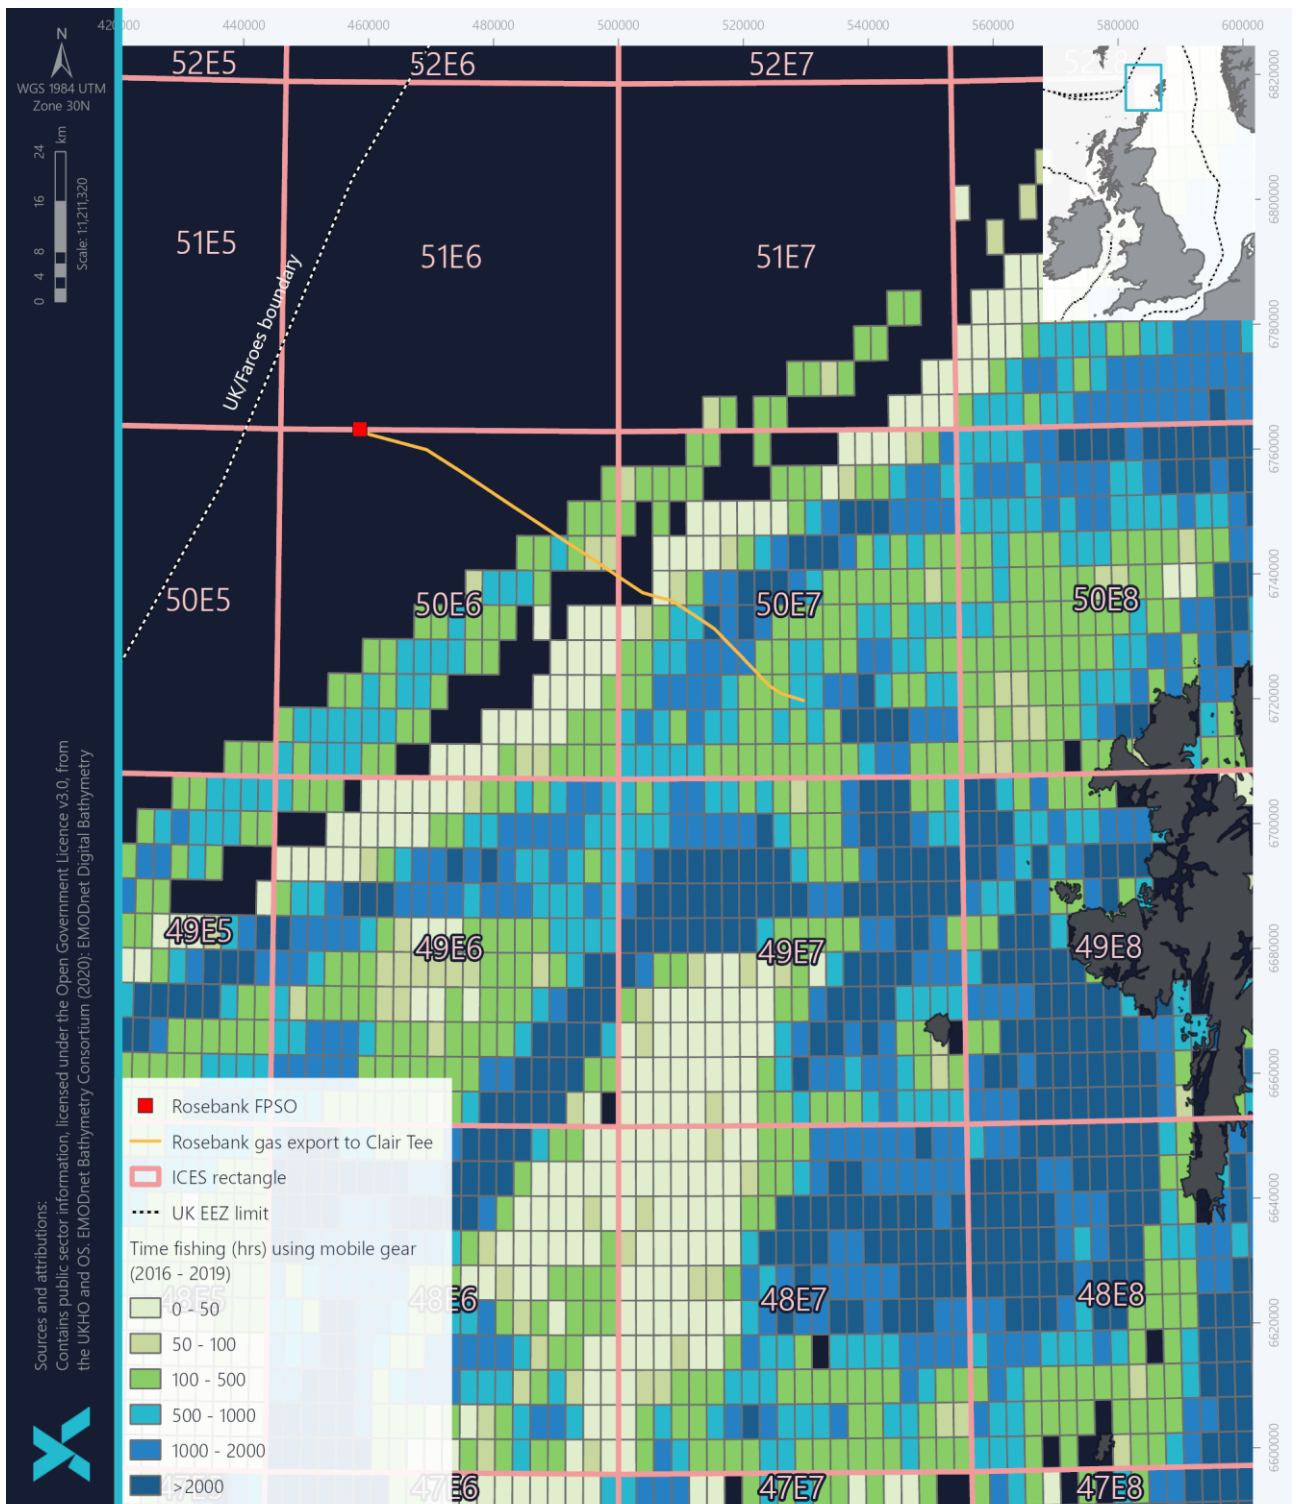 420000 440000 460000 480000 500000 520000 540000 560000 580000 600000
N
WGS 1984 UTM
Zone 30N
0 4 8 16 24 km
Scale: 1:1,211,320
52E5 52E6 52E7 52E8
51E5 51E6 51E7
UK/Faroes boundary
50E5 50E6 50E7 50E8
49E5 49E6 49E7 49E8
48E5 48E6 48E7 48E8
47E5 47E6 47E7 47E8
6820000
6800000
6780000
6760000
6740000
6720000
6700000
6680000
6660000
6640000
6620000
6600000
Rosebank FPSO
Rosebank gas export to Clair Tee
ICES rectangle
UK EEZ limit
Time fishing (hrs) using mobile gear
(2016 - 2019)
0 - 50
50 - 100
100 - 500
500 - 1000
1000 - 2000
>2000
Sources and attributions:
Contains public sector information, licensed under the Open Government Licence v3.0, from
the UKHO and OS. EMODnet Bathymetry Consortium (2020): EMODnet Digital Bathymetry